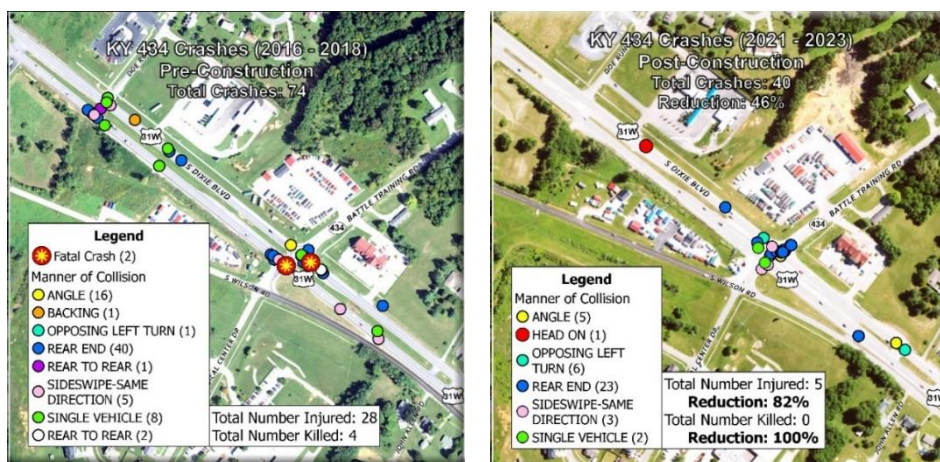 KY 434 Crashes (2016 - 2018)
Pre-Construction
Total Crashes: 74
31W
S DIXIE BLVD
BATTLE TRAINING RD
434
31W
S WILSON RD
31W
Legend
Fatal Crash (2)
Manner of Collision
ANGLE (16)
BACKING (1)
OPPOSING LEFT TURN (1)
REAR END (40)
REAR TO REAR (1)
SIDESWIPE-SAME
DIRECTION (5)
SINGLE VEHICLE (8)
REAR TO REAR (2)
Total Number Injured: 28
Total Number Killed: 4
KY 434 Crashes (2021 - 2023)
Post-Construction
Total Crashes: 40
Reduction: 46%
31W
S DIXIE BLVD
BATTLE TRAINING RD
434
S WILSON RD
31W
31W
Legend
Manner of Collision
ANGLE (5)
HEAD ON (1)
OPPOSING LEFT
TURN (6)
REAR END (23)
SIDESWIPE-SAME
DIRECTION (3)
SINGLE VEHICLE (2)
Total Number Injured: 5
Reduction: 82%
Total Number Killed: 0
Reduction: 100%